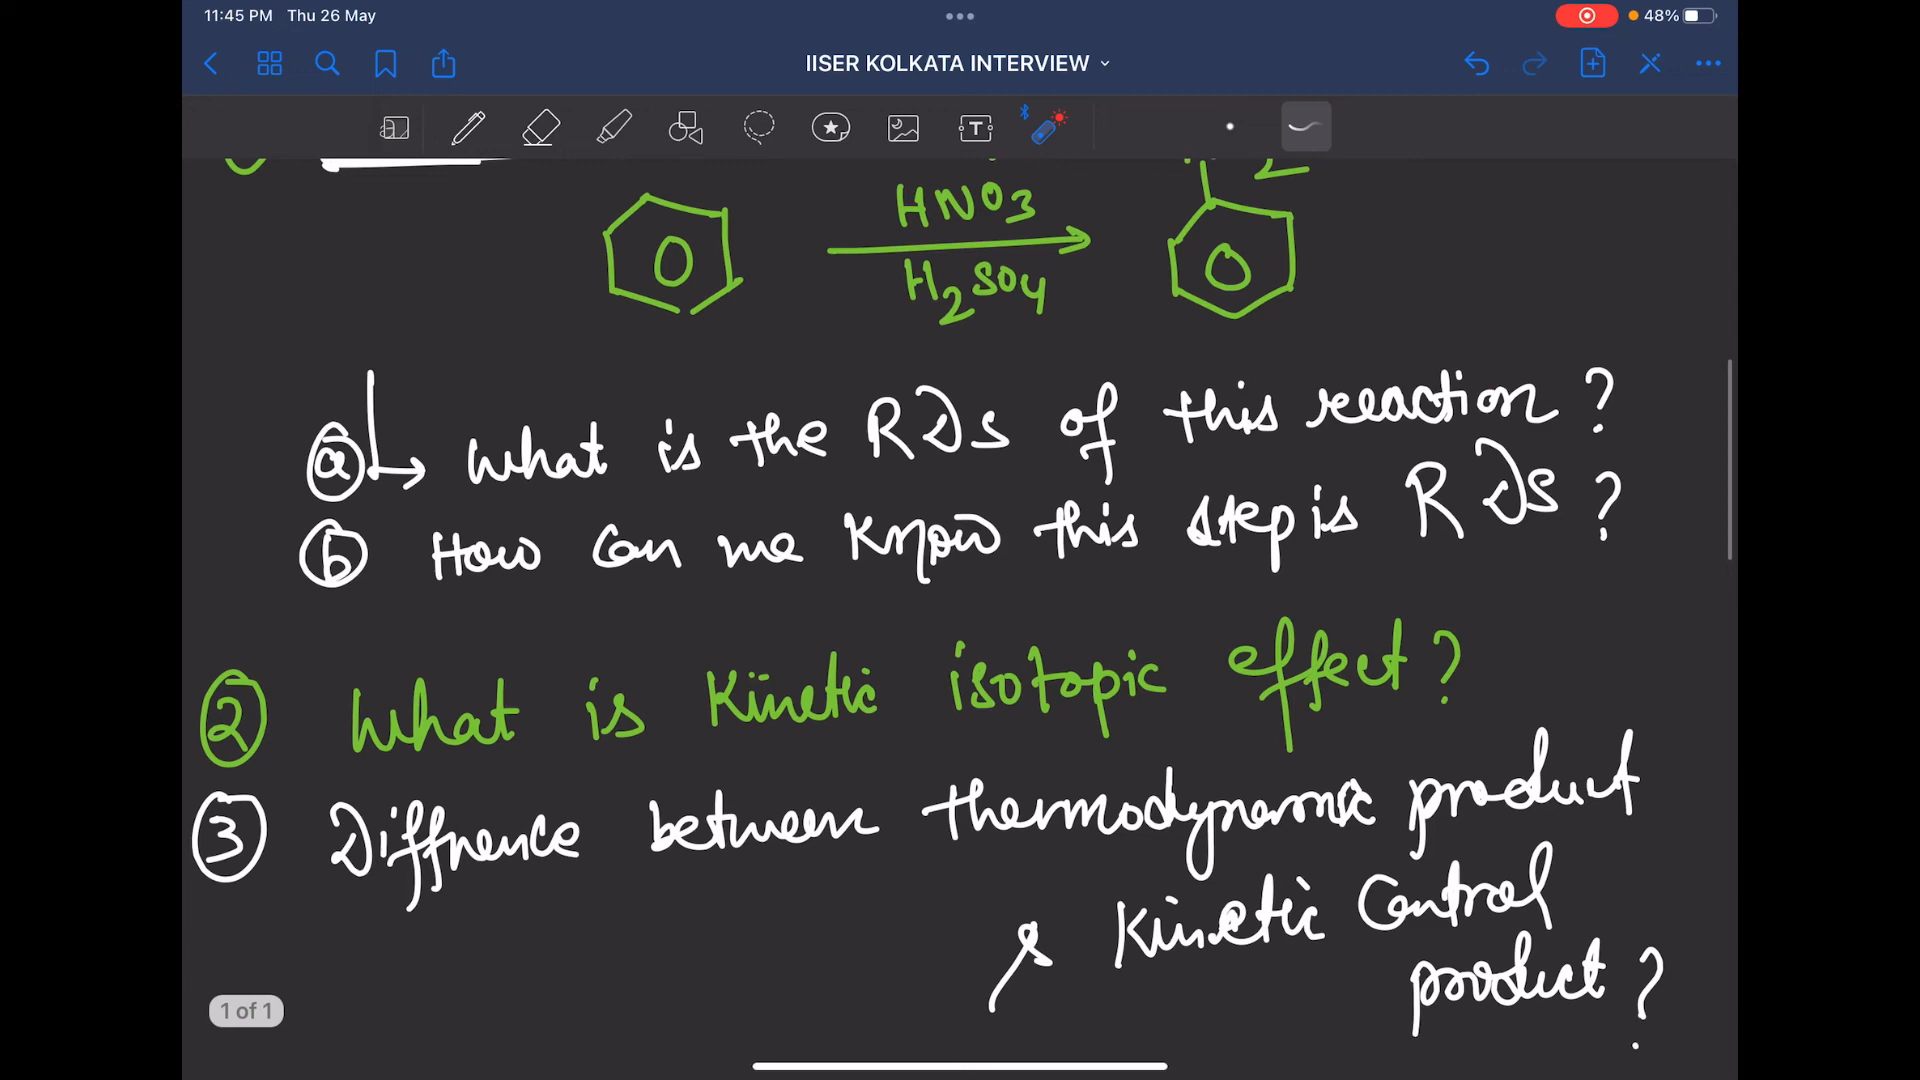 11:45 PM Thu 26 May
48%
IISER KOLKATA INTERVIEW
2
HNO3
H2SO4
a What is the RDS of this reaction?
b How can we know this step is RDS?
2 What is Kinetic isotopic effect?
3 Diffrence between thermodynamic product
& Kinetic Control
product?
1 of 1